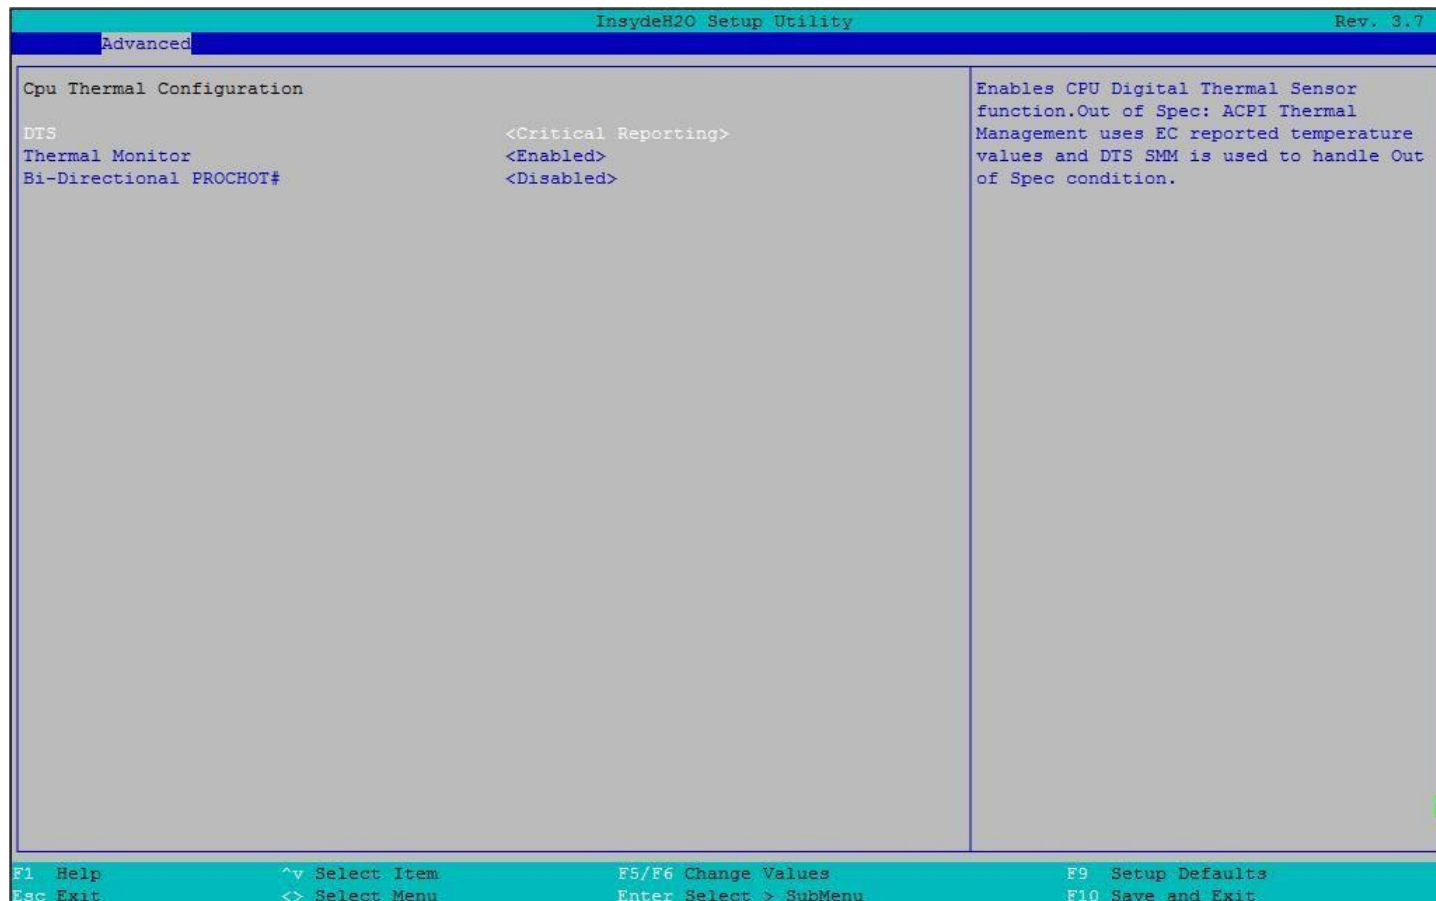 InsydeH2O Setup Utility Rev. 3.7
Advanced
Cpu Thermal Configuration
DTS <Critical Reporting>
Thermal Monitor <Enabled>
Bi-Directional PROCHOT# <Disabled>
Enables CPU Digital Thermal Sensor
function.Out of Spec: ACPI Thermal
Management uses EC reported temperature
values and DTS SMM is used to handle Out
of Spec condition.
F1 Help ^v Select Item F5/F6 Change Values F9 Setup Defaults
Esc Exit <> Select Menu Enter Select > SubMenu F10 Save and Exit